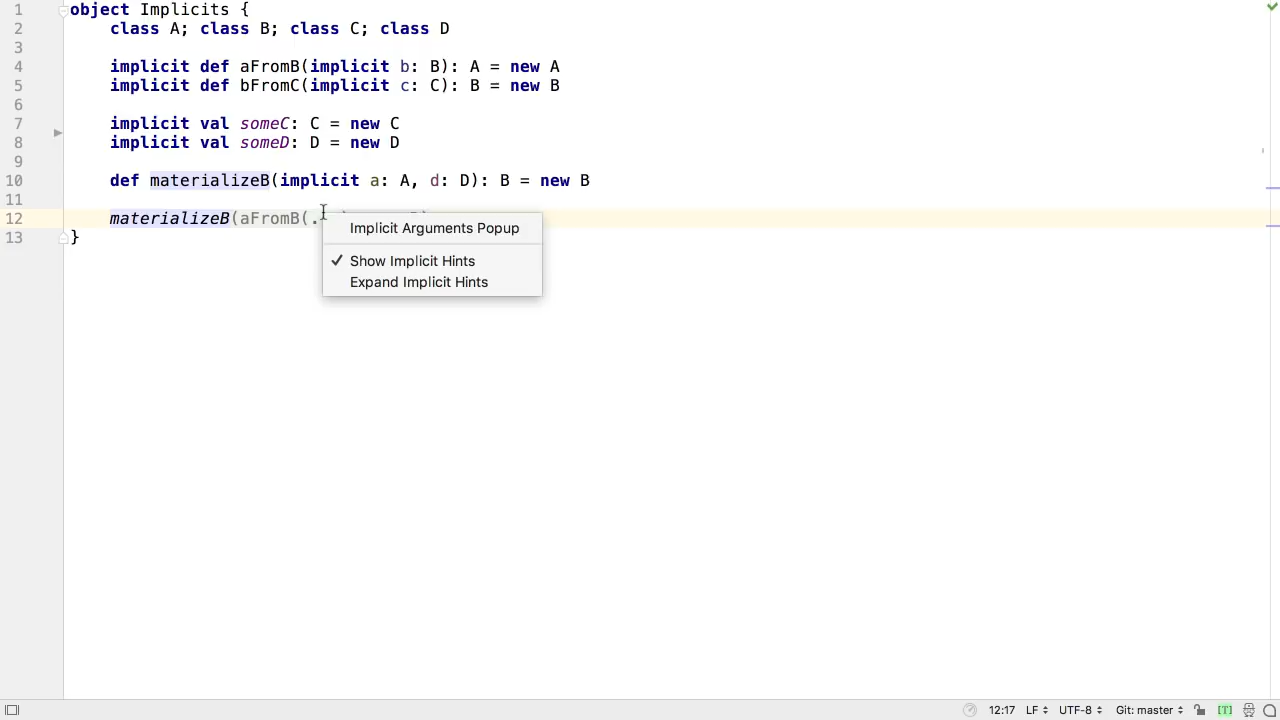 1 object Implicits {
2 class A; class B; class C; class D
3
4 implicit def aFromB(implicit b: B): A = new A
5 implicit def bFromC(implicit c: C): B = new B
6
7 implicit val someC: C = new C
8 implicit val someD: D = new D
9
10 def materializeB(implicit a: A, d: D): B = new B
11
12 materializeB(aFromB(.
13 }
Implicit Arguments Popup
✓ Show Implicit Hints
Expand Implicit Hints
12:17 LF UTF-8 Git: master [T]